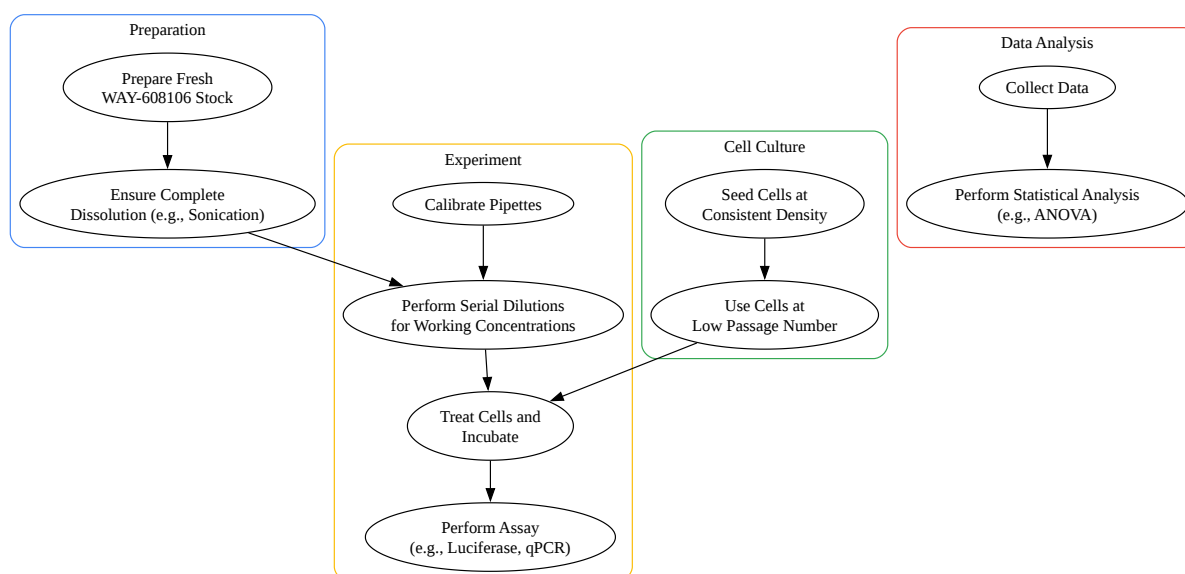 Preparation
Prepare Fresh
WAY-608106 Stock
Ensure Complete
Dissolution (e.g., Sonication)
Experiment
Calibrate Pipettes
Perform Serial Dilutions
for Working Concentrations
Treat Cells and
Incubate
Perform Assay
(e.g., Luciferase, qPCR)
Cell Culture
Seed Cells at
Consistent Density
Use Cells at
Low Passage Number
Data Analysis
Collect Data
Perform Statistical Analysis
(e.g., ANOVA)